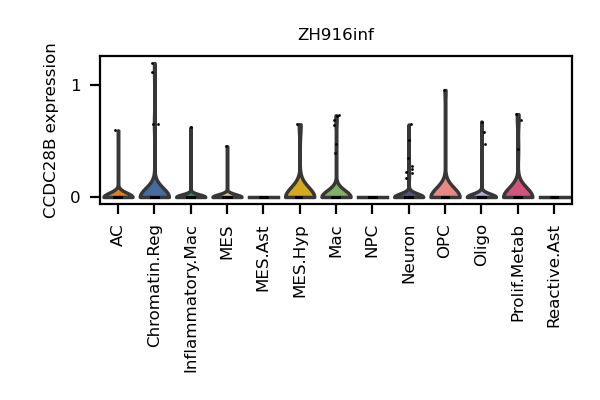 ZH916inf
CCDC28B expression
1
0
AC
Chromatin.Reg
Inflammatory.Mac
MES
MES.Ast
MES.Hyp
Mac
NPC
Neuron
OPC
Oligo
Prolif.Metab
Reactive.Ast